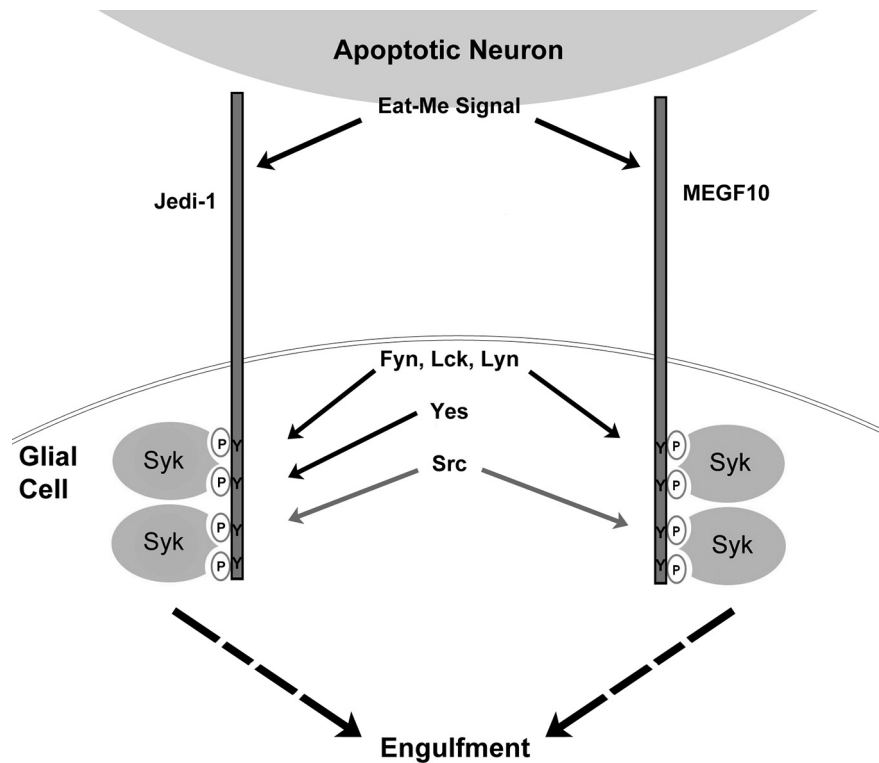 Apoptotic Neuron
Eat-Me Signal
Jedi-1
MEGF10
Fyn, Lck, Lyn
Yes
Src
Glial
Cell
Syk
P
Y
P
Y
Syk
P
Y
P
Y
Y
P
Y
P
Syk
Y
P
Y
P
Syk
Engulfment